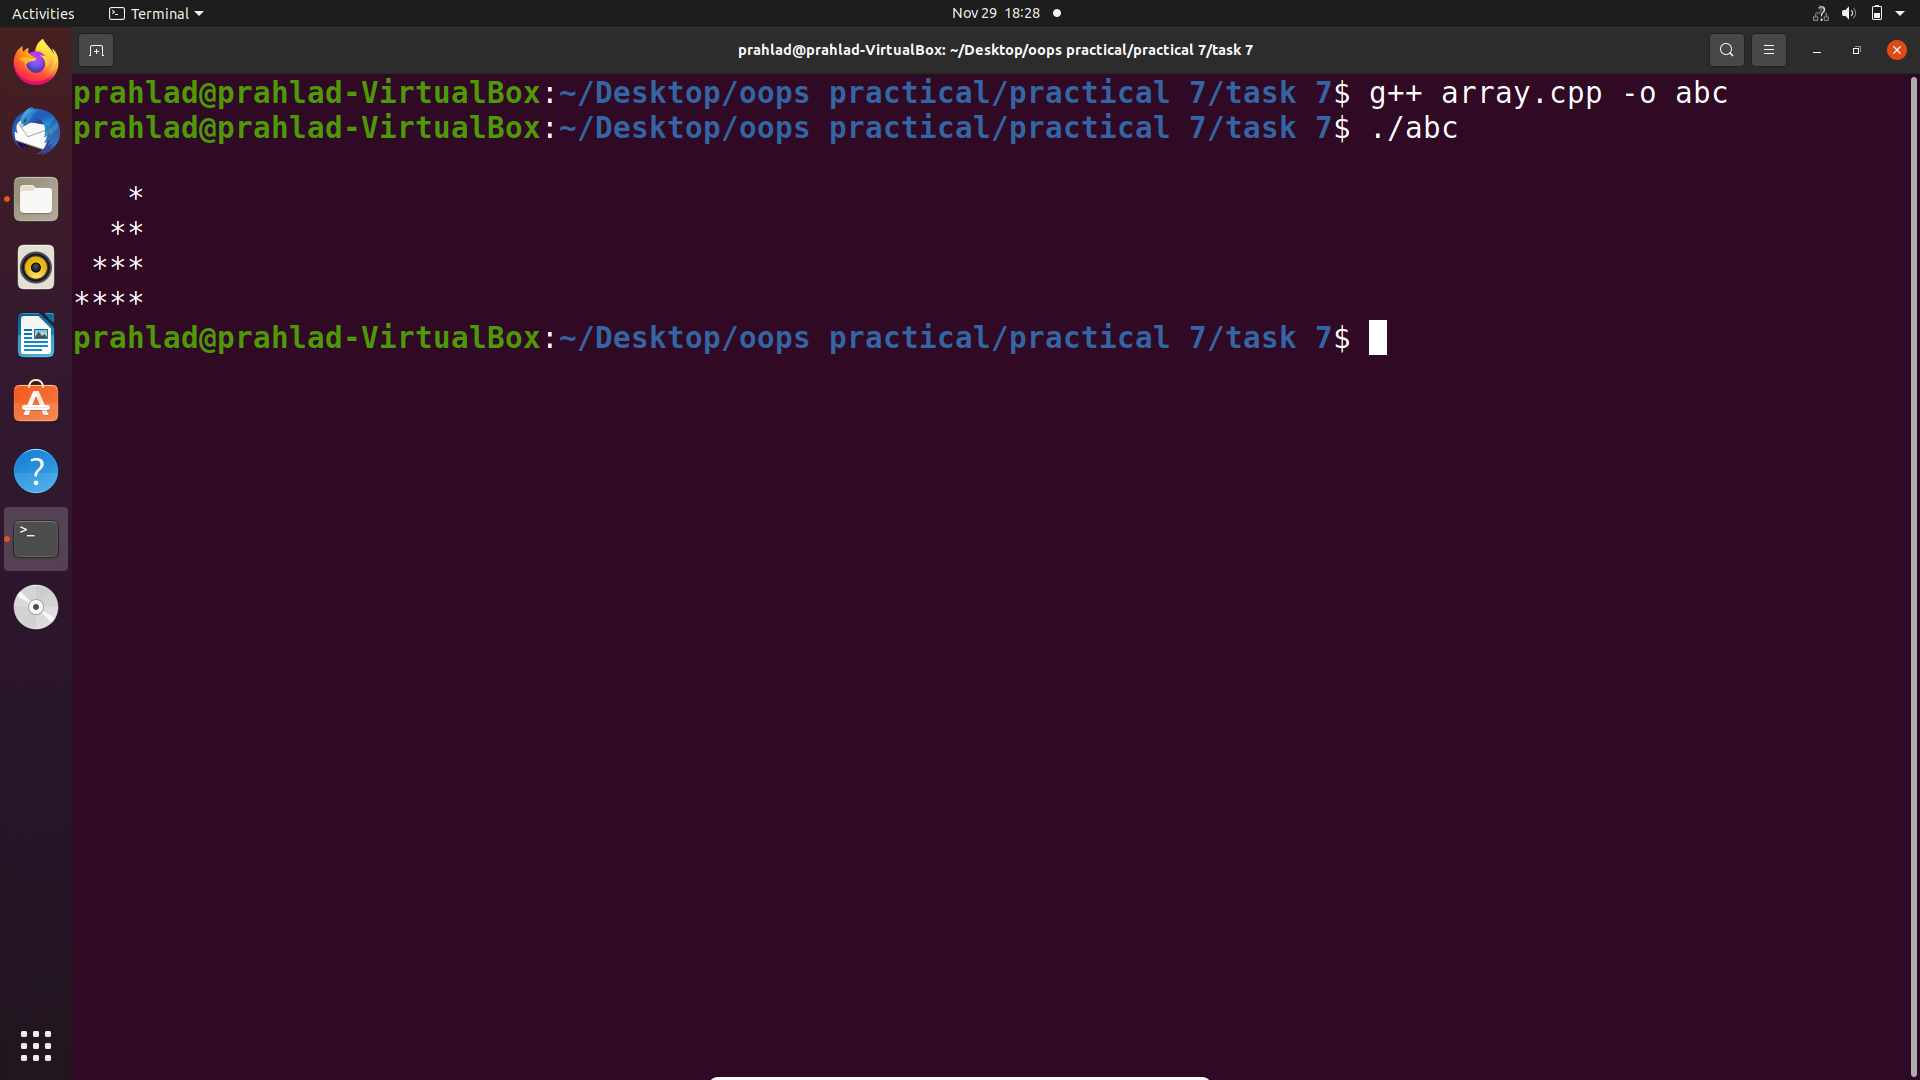 Activities Terminal Nov 29 18:28
prahlad@prahlad-VirtualBox: ~/Desktop/oops practical/practical 7/task 7
prahlad@prahlad-VirtualBox:~/Desktop/oops practical/practical 7/task 7$ g++ array.cpp -o abc
prahlad@prahlad-VirtualBox:~/Desktop/oops practical/practical 7/task 7$ ./abc
   *
  **
 ***
****
prahlad@prahlad-VirtualBox:~/Desktop/oops practical/practical 7/task 7$